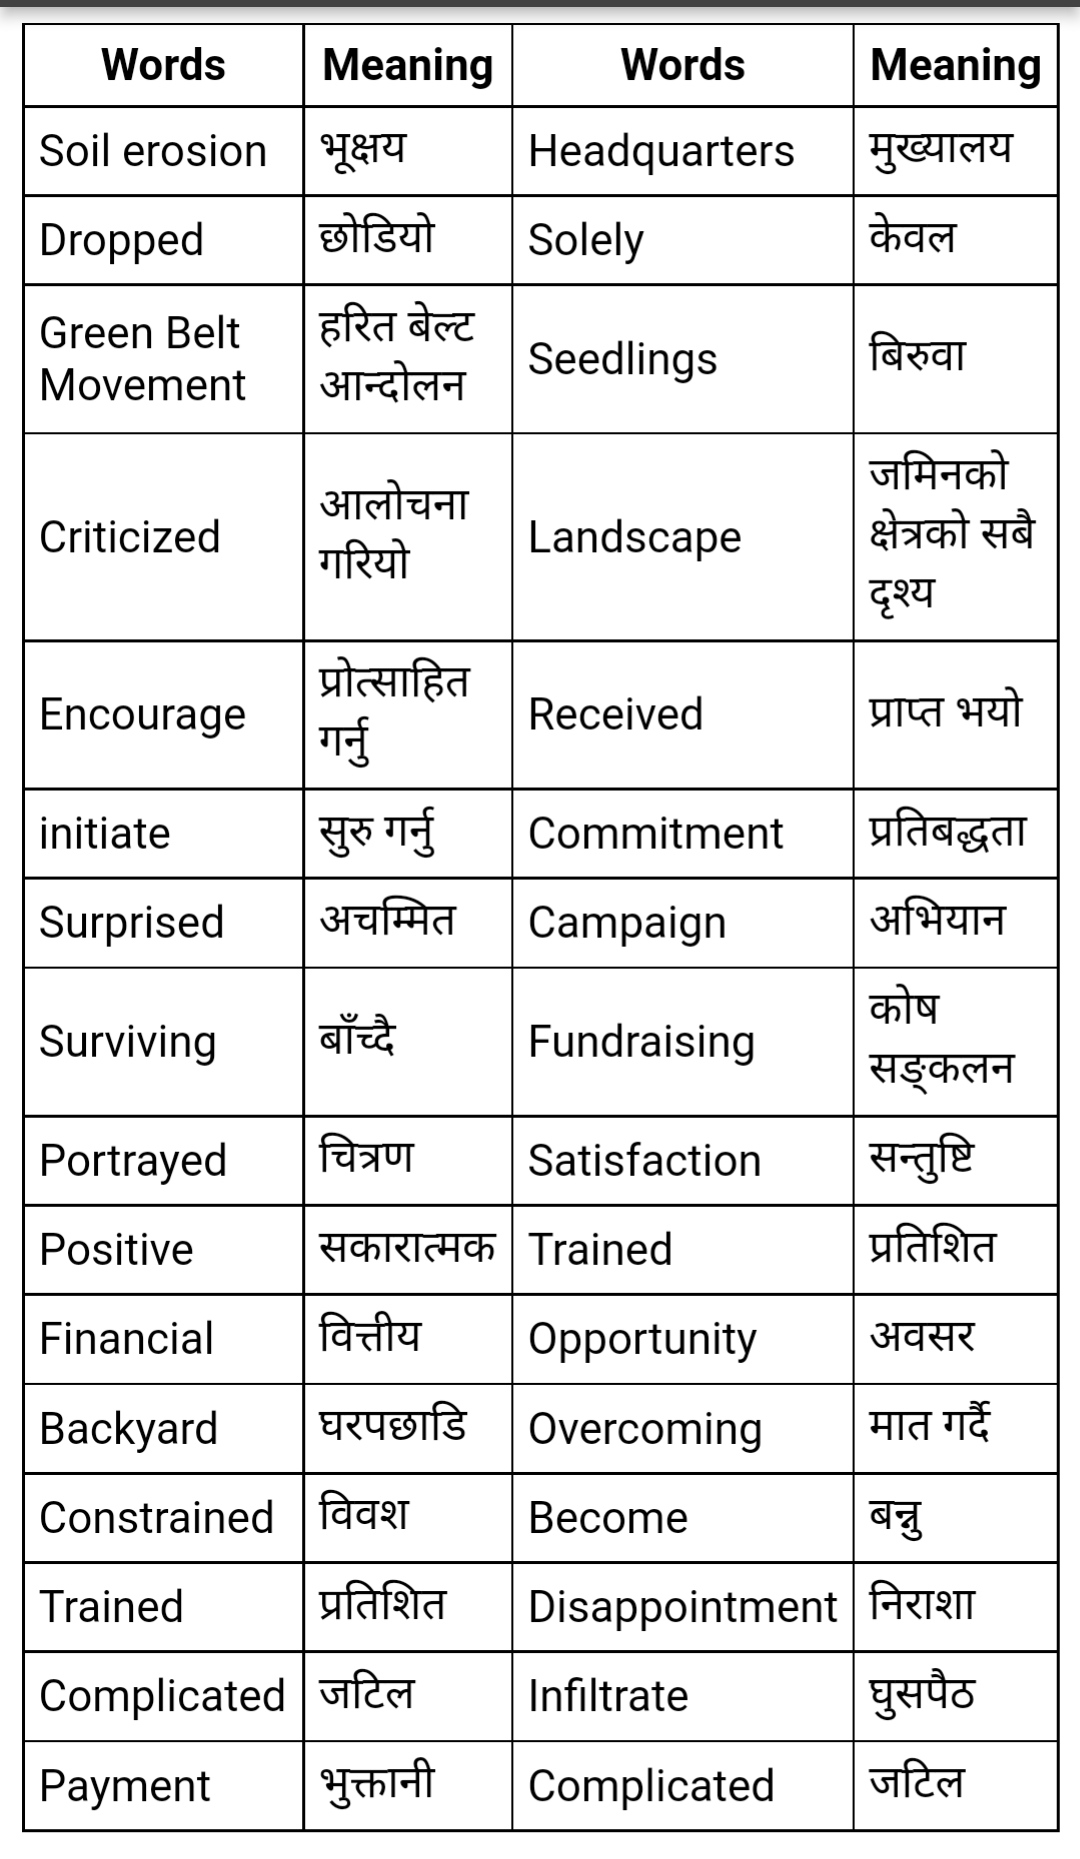 Words Meaning Words Meaning
Soil erosion भूक्षय Headquarters मुख्यालय
Dropped छोडियो Solely केवल
Green Belt
Movement
हरित बेल्ट
आन्दोलन
Seedlings बिरुवा
Criticized
आलोचना
गरियो
Landscape
जमिनको
क्षेत्रको सबै
दृश्य
Encourage
प्रोत्साहित
गर्नु
Received प्राप्त भयो
initiate सुरु गर्नु Commitment प्रतिबद्धता
Surprised अचम्मित Campaign अभियान
Surviving बाँच्दै Fundraising
कोष
सङ्कलन
Portrayed चित्रण Satisfaction सन्तुष्टि
Positive सकारात्मक Trained प्रतिशित
Financial वित्तीय Opportunity अवसर
Backyard घरपछाडि Overcoming मात गर्दै
Constrained विवश Become बन्नु
Trained प्रतिशित Disappointment निराशा
Complicated जटिल Infiltrate घुसपैठ
Payment भुक्तानी Complicated जटिल